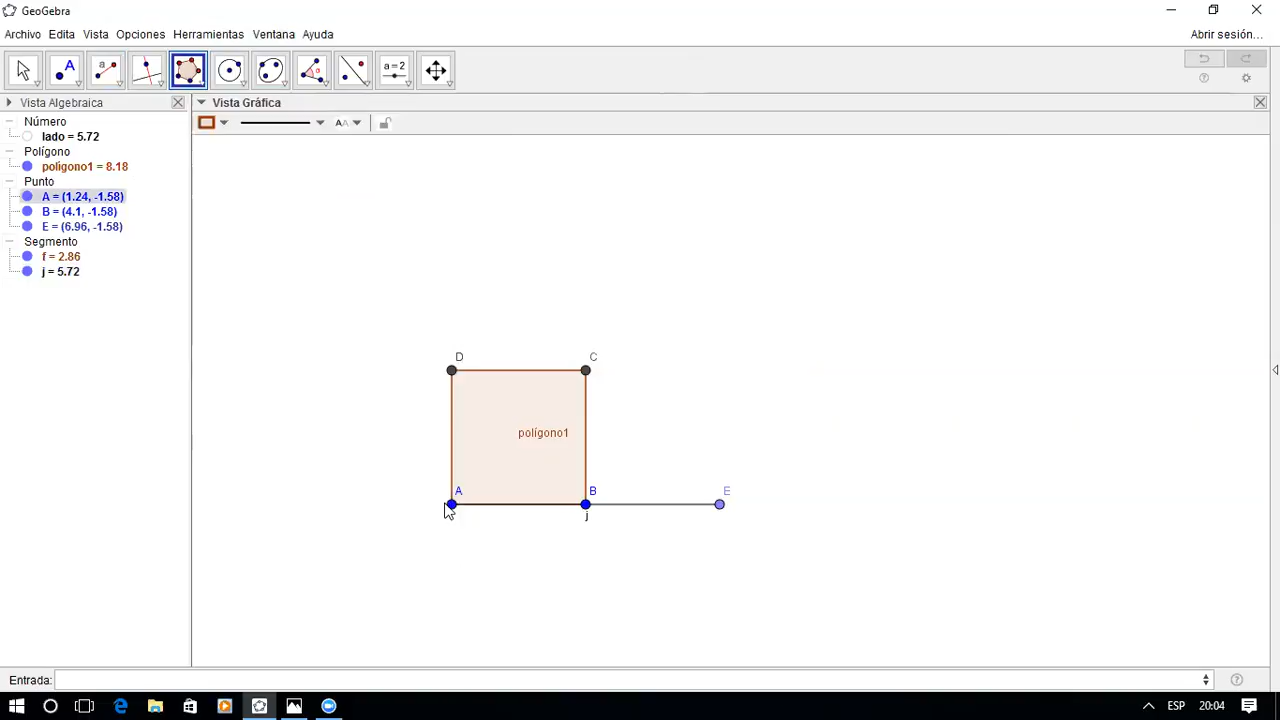 GeoGebra
Archivo Edita Vista Opciones Herramientas Ventana Ayuda
Abrir sesión...
A
a
α
a = 2
Vista Algebraica
Vista Gráfica
AA
Número
lado = 5.72
Polígono
polígono1 = 8.18
Punto
A = (1.24, -1.58)
B = (4.1, -1.58)
E = (6.96, -1.58)
Segmento
f = 2.86
j = 5.72
D
C
polígono1
A
B
E
j
Entrada:
ESP
20:04